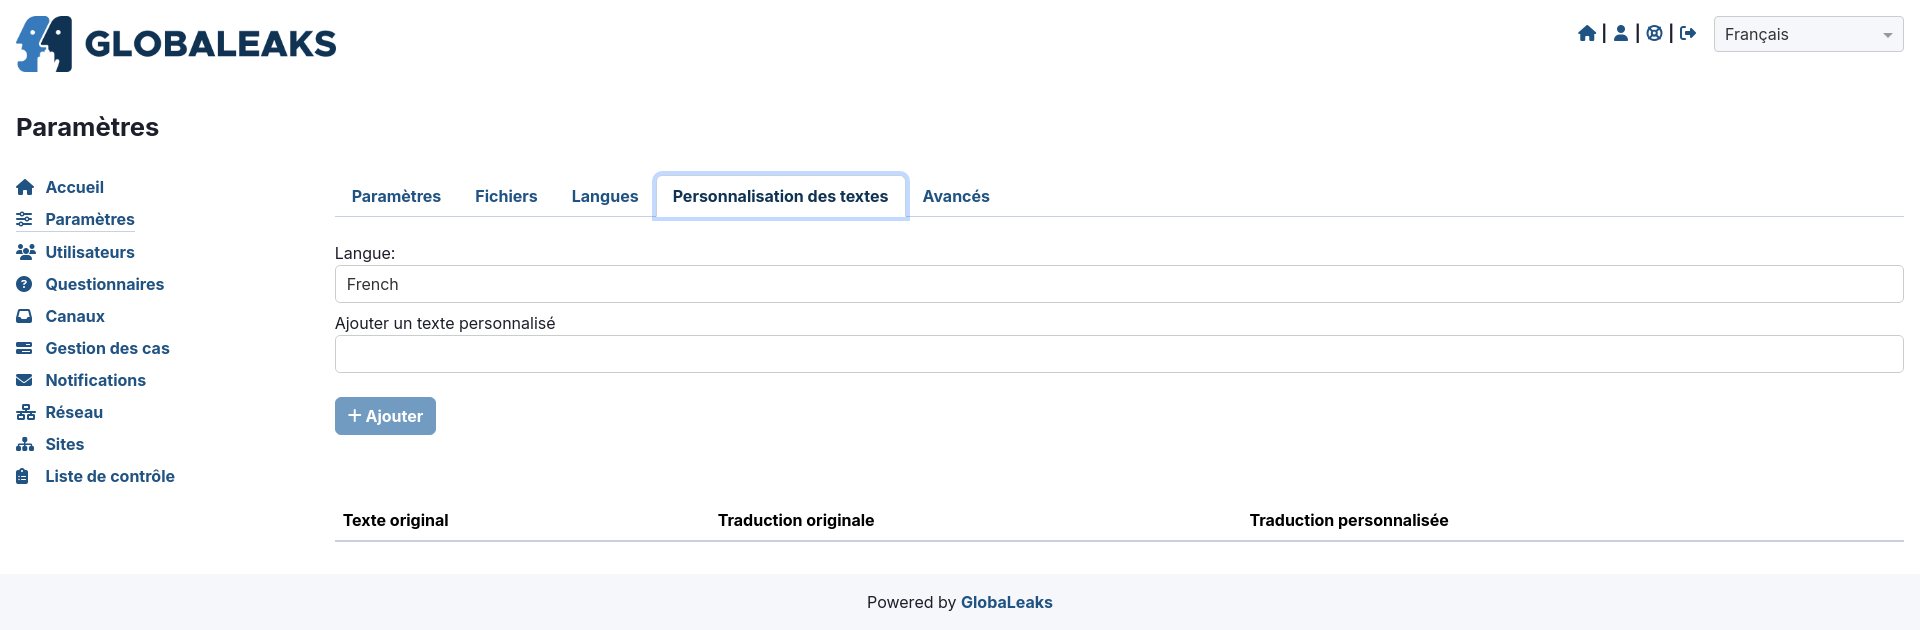 GLOBALEAKS
Français
Paramètres
Accueil
Paramètres
Utilisateurs
Questionnaires
Canaux
Gestion des cas
Notifications
Réseau
Sites
Liste de contrôle
Paramètres Fichiers Langues Personnalisation des textes Avancés
Langue:
French
Ajouter un texte personnalisé
+ Ajouter
Texte original Traduction originale Traduction personnalisée
Powered by GlobaLeaks